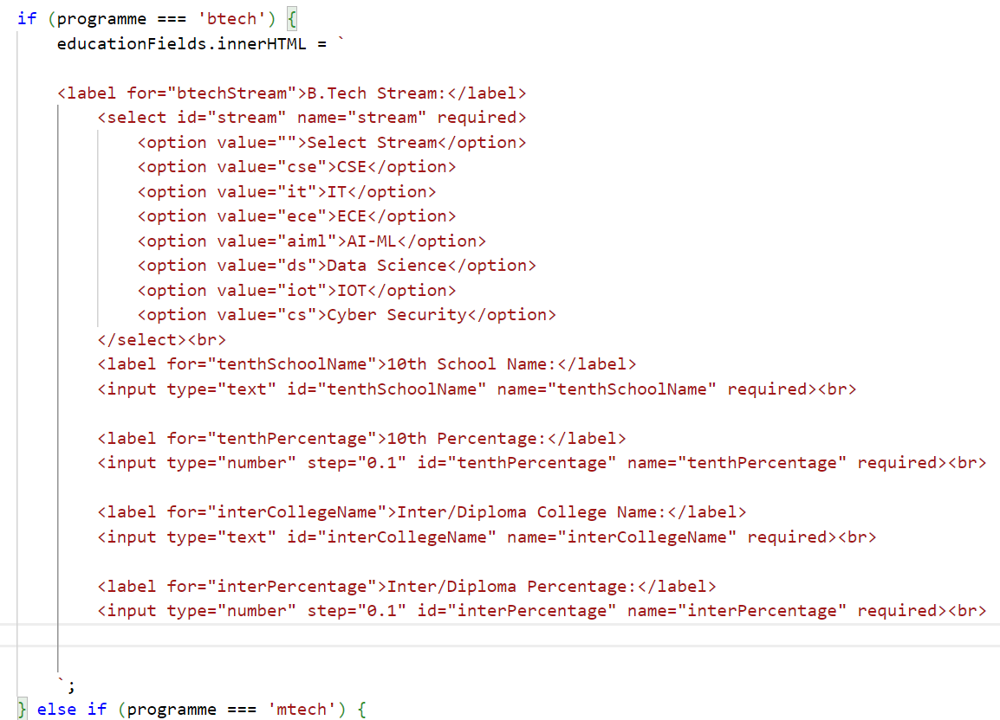 if (programme === 'btech') {
educationFields.innerHTML = `
<label for="btechStream">B.Tech Stream:</label>
<select id="stream" name="stream" required>
<option value="">Select Stream</option>
<option value="cse">CSE</option>
<option value="it">IT</option>
<option value="ece">ECE</option>
<option value="aiml">AI-ML</option>
<option value="ds">Data Science</option>
<option value="iot">IOT</option>
<option value="cs">Cyber Security</option>
</select><br>
<label for="tenthSchoolName">10th School Name:</label>
<input type="text" id="tenthSchoolName" name="tenthSchoolName" required><br>
<label for="tenthPercentage">10th Percentage:</label>
<input type="number" step="0.1" id="tenthPercentage" name="tenthPercentage" required><br>
<label for="interCollegeName">Inter/Diploma College Name:</label>
<input type="text" id="interCollegeName" name="interCollegeName" required><br>
<label for="interPercentage">Inter/Diploma Percentage:</label>
<input type="number" step="0.1" id="interPercentage" name="interPercentage" required><br>
`;
} else if (programme === 'mtech') {